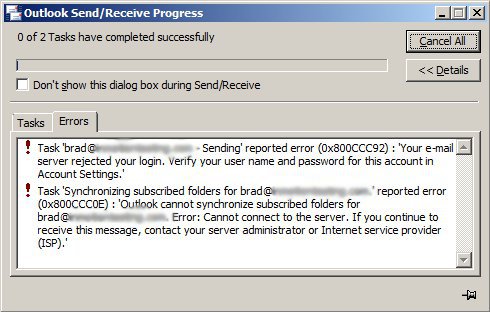 Outlook Send/Receive Progress
0 of 2 Tasks have completed successfully
Cancel All
<< Details
Don't show this dialog box during Send/Receive
Tasks
Errors
Task 'brad@ - Sending' reported error (0x800CCC92) : 'Your e-mail
server rejected your login. Verify your user name and password for this account in
Account Settings.'
Task 'Synchronizing subscribed folders for brad@.' reported error
(0x800CCC0E) : 'Outlook cannot synchronize subscribed folders for
brad@. Error: Cannot connect to the server. If you continue to
receive this message, contact your server administrator or Internet service provider
(ISP).'